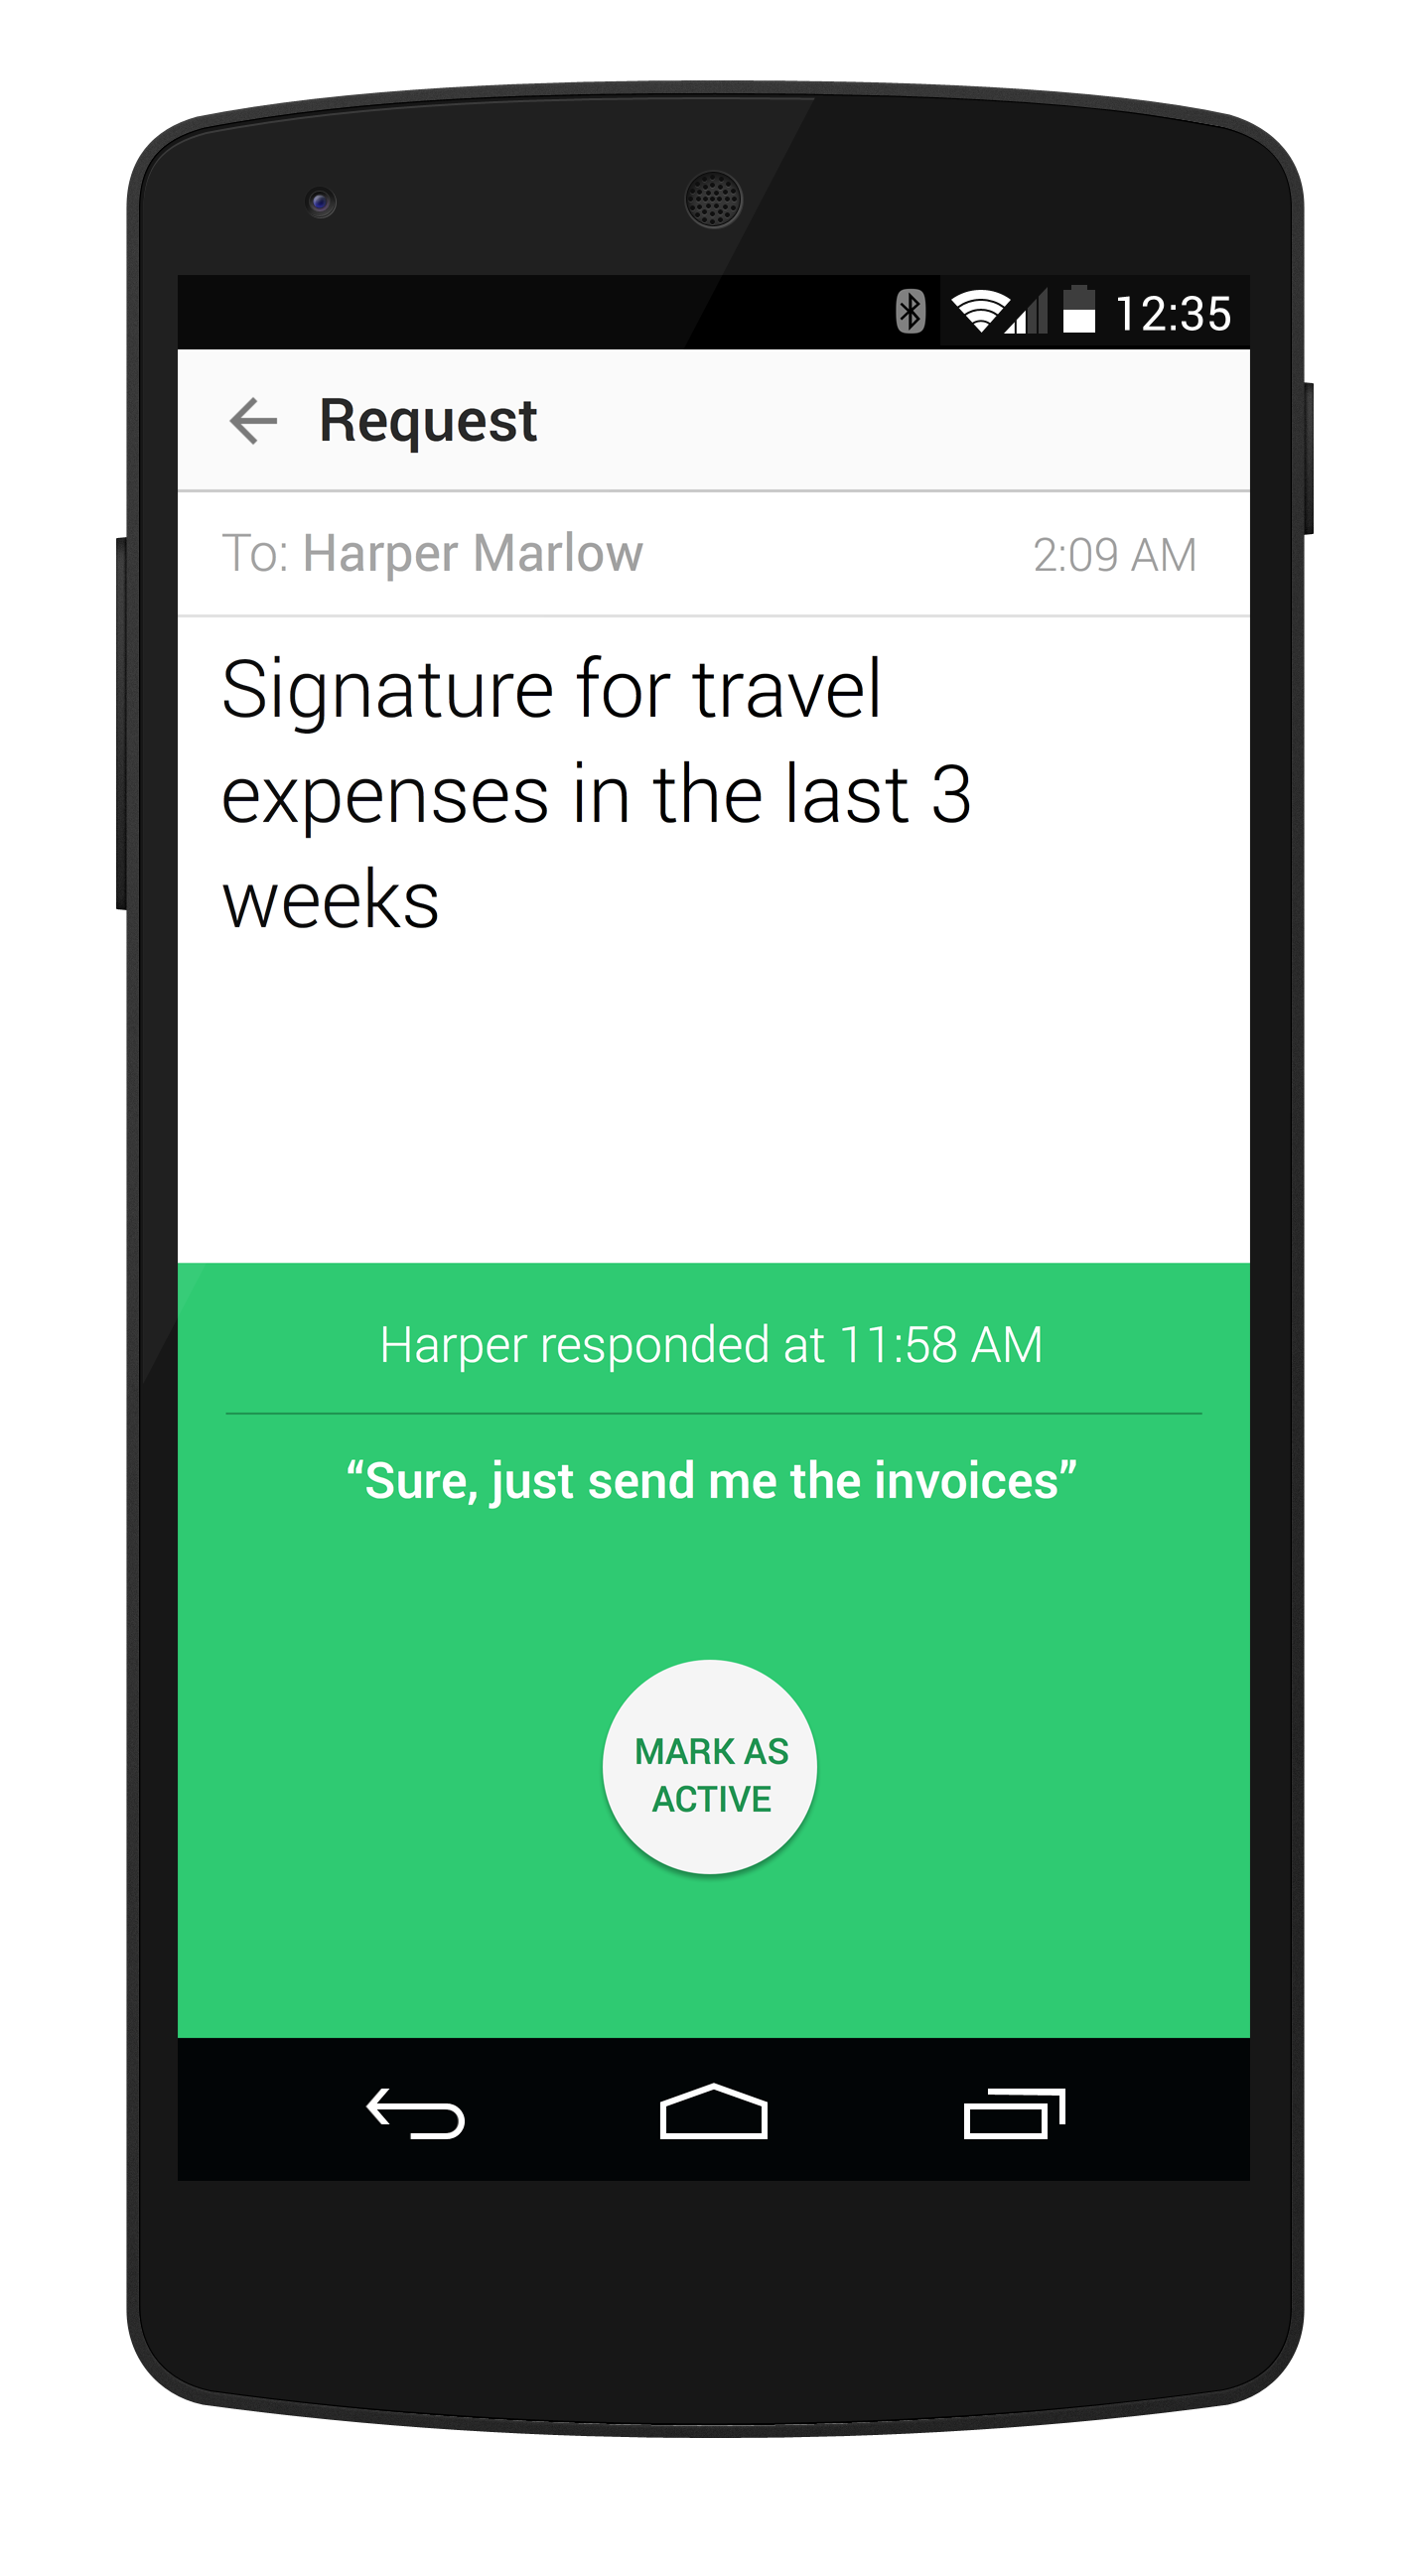 12:35
Request
To: Harper Marlow 2:09 AM
Signature for travel
expenses in the last 3
weeks
Harper responded at 11:58 AM
“Sure, just send me the invoices”
MARK AS
ACTIVE